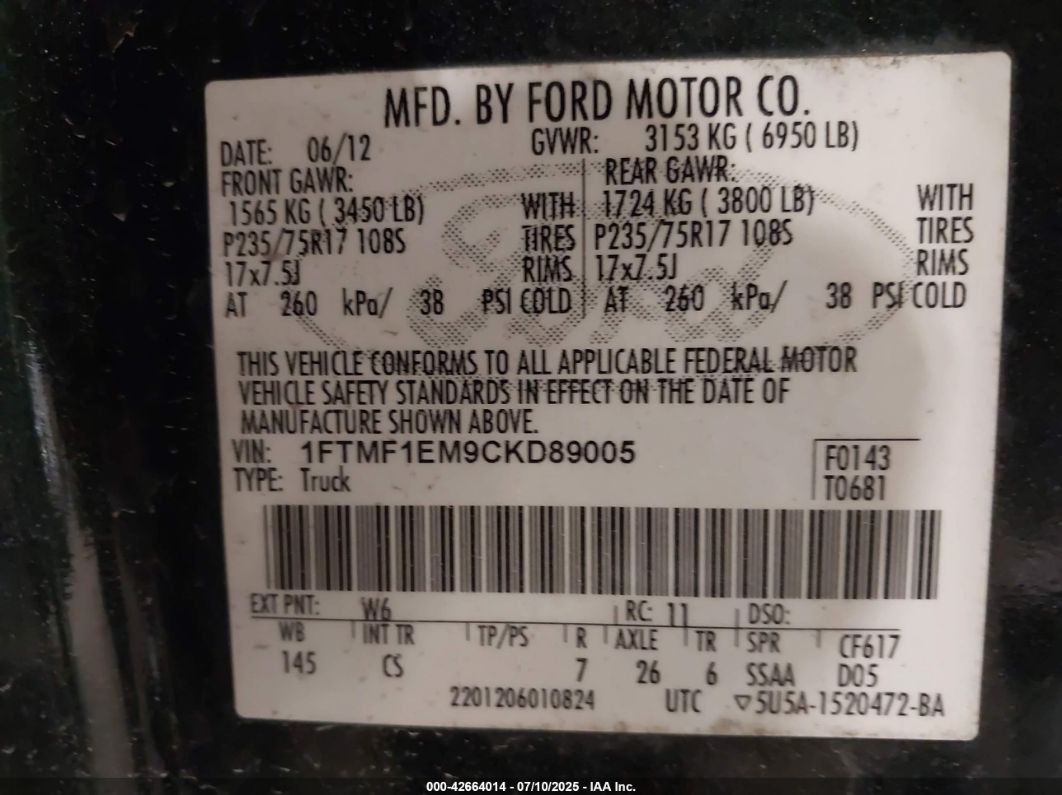 MFD. BY FORD MOTOR CO.
DATE: 06/12 GVWR: 3153 KG ( 6950 LB)
FRONT GAWR: REAR GAWR:
1565 KG ( 3450 LB) WITH 1724 KG ( 3800 LB) WITH
P235/75R17 108S TIRES P235/75R17 108S TIRES
17x7.5J RIMS 17x7.5J RIMS
AT 260 kPa/ 38 PSI COLD AT 260 kPa/ 38 PSI COLD
Ford
THIS VEHICLE CONFORMS TO ALL APPLICABLE FEDERAL MOTOR
VEHICLE SAFETY STANDARDS IN EFFECT ON THE DATE OF
MANUFACTURE SHOWN ABOVE.
VIN: 1FTMF1EM9CKD89005 F0143
TYPE: Truck T0681
EXT PNT: W6 RC: 11 DSO:
WB INT TR TP/PS R AXLE TR SPR CF617
145 CS 7 26 6 SSAA D05
2201206010824 UTC ▽5U5A-1520472-BA
000-42664014 - 07/10/2025 - IAA Inc.